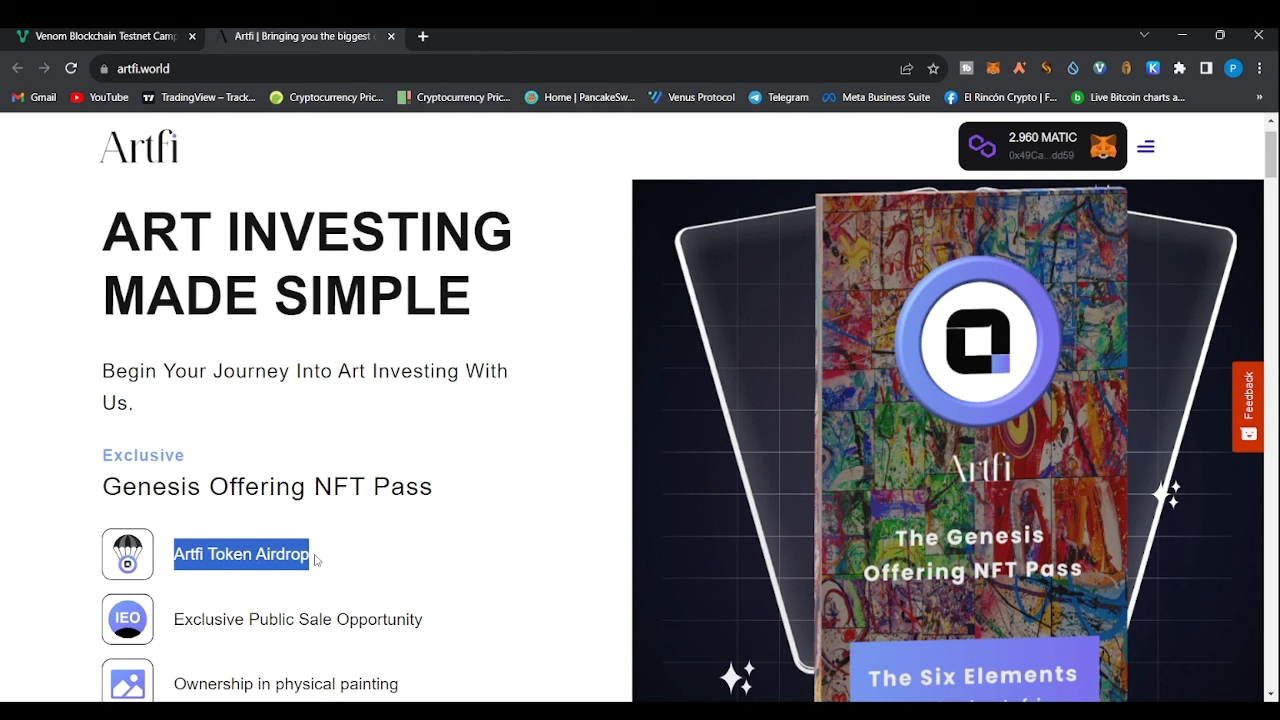 Venom Blockchain Testnet Camp
Artfi | Bringing you the biggest
artfi.world
Gmail
YouTube
TradingView – Track...
Cryptocurrency Pric...
Cryptocurrency Pric...
Home | PancakeSw...
Venus Protocol
Telegram
Meta Business Suite
El Rincón Crypto | F...
Live Bitcoin charts a...
»
Artfi
2.960 MATIC
0x49Ca...dd59
ART INVESTING
MADE SIMPLE
Begin Your Journey Into Art Investing With
Us.
Exclusive
Genesis Offering NFT Pass
Artfi Token Airdrop
IEO
Exclusive Public Sale Opportunity
Ownership in physical painting
Artfi
The Genesis
Offering NFT Pass
The Six Elements
Feedback
P